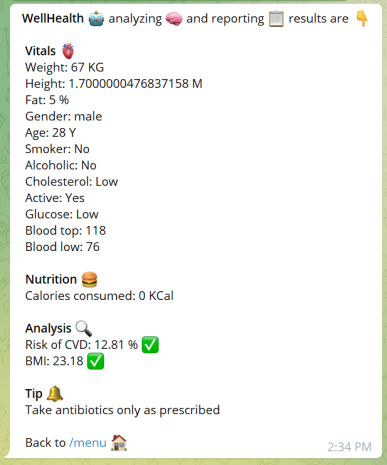 WellHealth 🤖 analyzing 🧠 and reporting 📋 results are 👇
Vitals 🫀
Weight: 67 KG
Height: 1.7000000476837158 M
Fat: 5 %
Gender: male
Age: 28 Y
Smoker: No
Alcoholic: No
Cholesterol: Low
Active: Yes
Glucose: Low
Blood top: 118
Blood low: 76
Nutrition 🍔
Calories consumed: 0 KCal
Analysis 🔍
Risk of CVD: 12.81 % ✅
BMI: 23.18 ✅
Tip 🔔
Take antibiotics only as prescribed
Back to /menu 🏠
2:34 PM